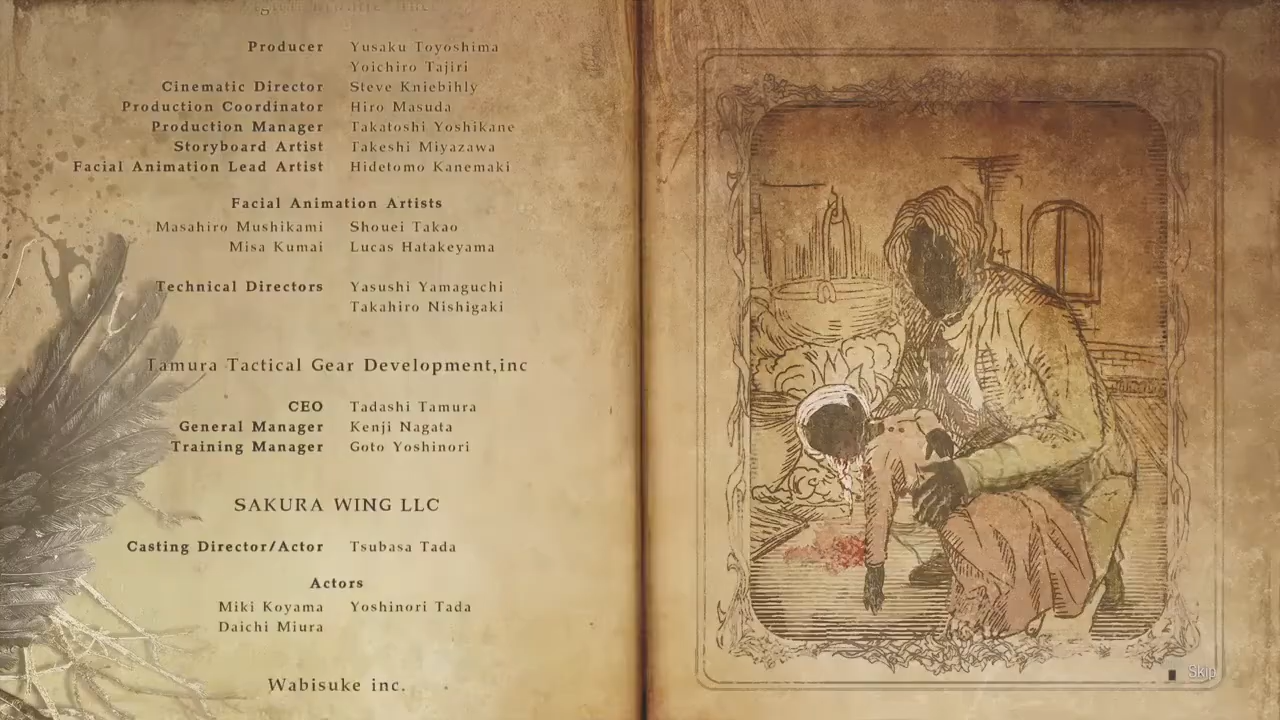 Producer Yusaku Toyoshima
Yoichiro Tajiri
Cinematic Director Steve Kniebihly
Production Coordinator Hiro Masuda
Production Manager Takatoshi Yoshikane
Storyboard Artist Takeshi Miyazawa
Facial Animation Lead Artist Hidetomo Kanemaki
Facial Animation Artists
Masahiro Mushikami Shouei Takao
Misa Kumai Lucas Hatakeyama
Technical Directors Yasushi Yamaguchi
Takahiro Nishigaki
Tamura Tactical Gear Development,inc
CEO Tadashi Tamura
General Manager Kenji Nagata
Training Manager Goto Yoshinori
SAKURA WING LLC
Casting Director/Actor Tsubasa Tada
Actors
Miki Koyama Yoshinori Tada
Daichi Miura
Wabisuke inc.
Skip